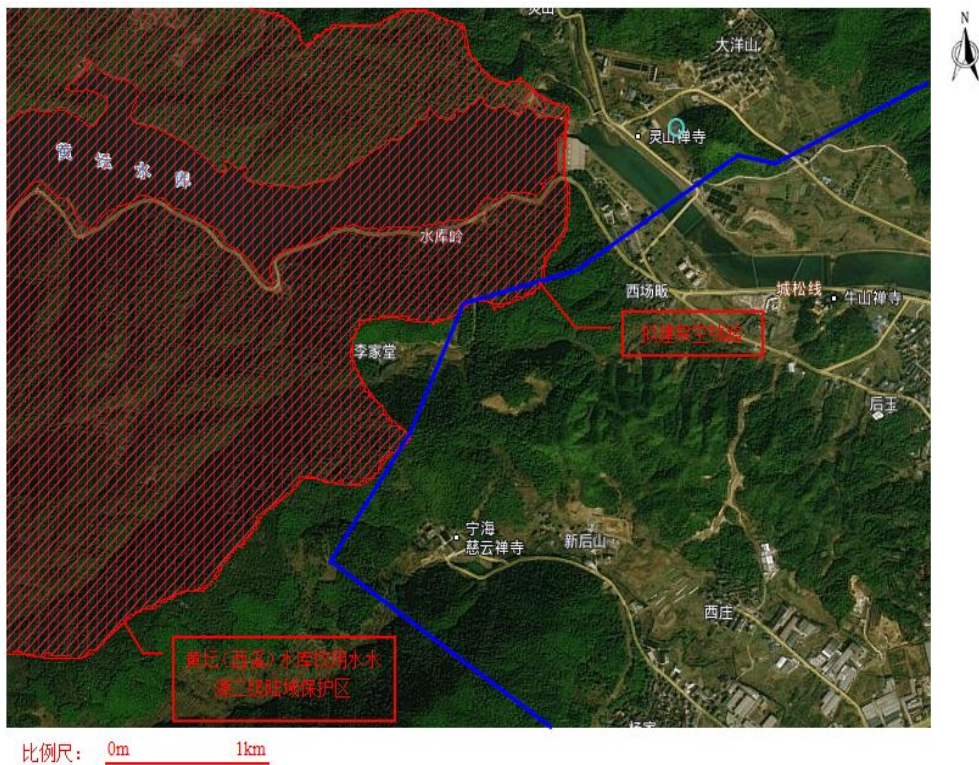 N
灵山
大洋山
灵山禅寺
黄坛水库
水库岭
西场畈
城松线
牛山禅寺
拟建架空线路
李家堂
后玉
宁海
慈云禅寺
新后山
西庄
黄坛(西溪)水库饮用水水
源二级陆域保护区
杨家
比例尺： 0m 1km